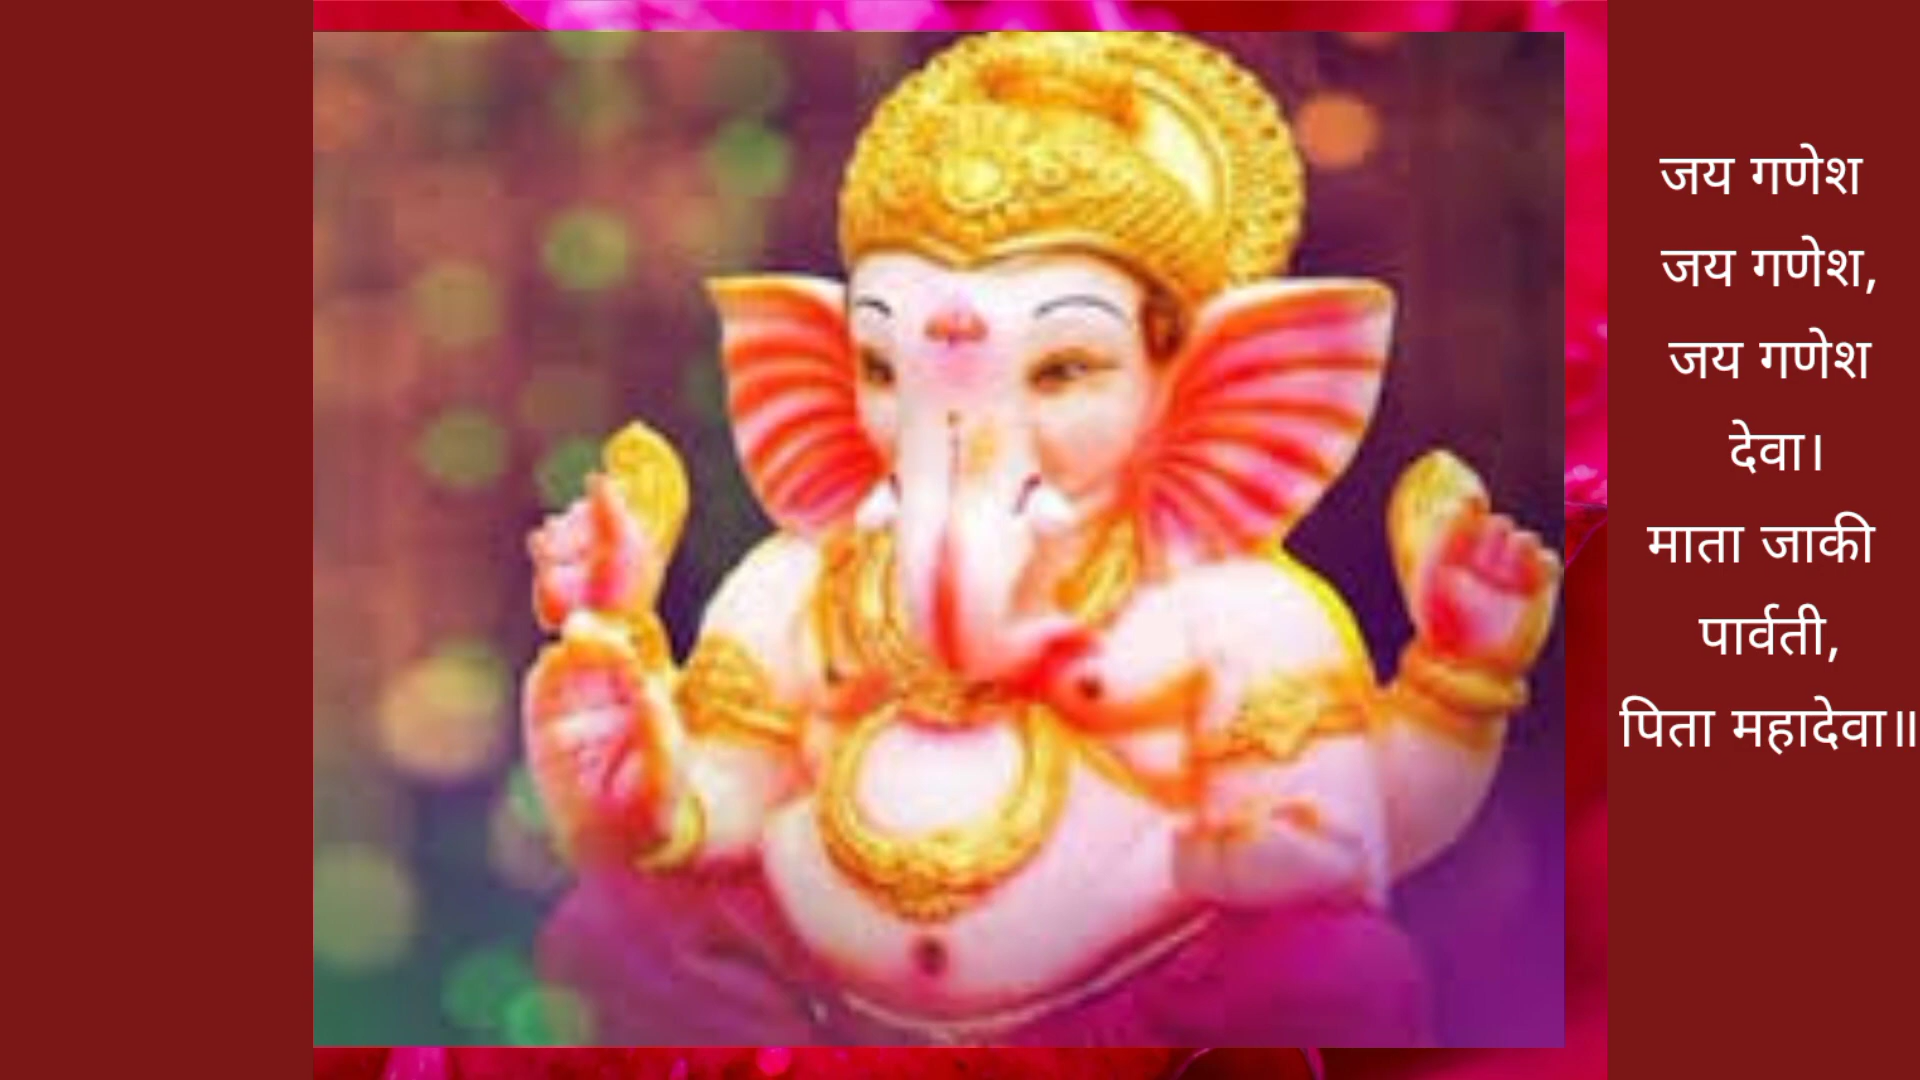 जय गणेश
जय गणेश,
जय गणेश
देवा।
माता जाकी
पार्वती,
पिता महादेवा॥